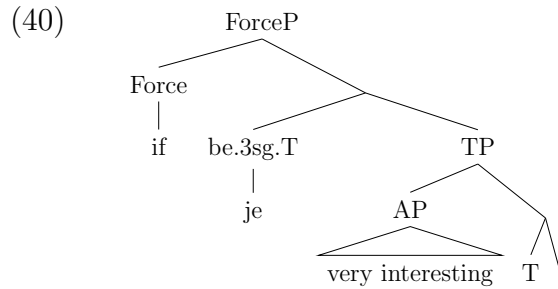 (40)
ForceP
Force
if
be.3sg.T
TP
je
AP
very interesting
T